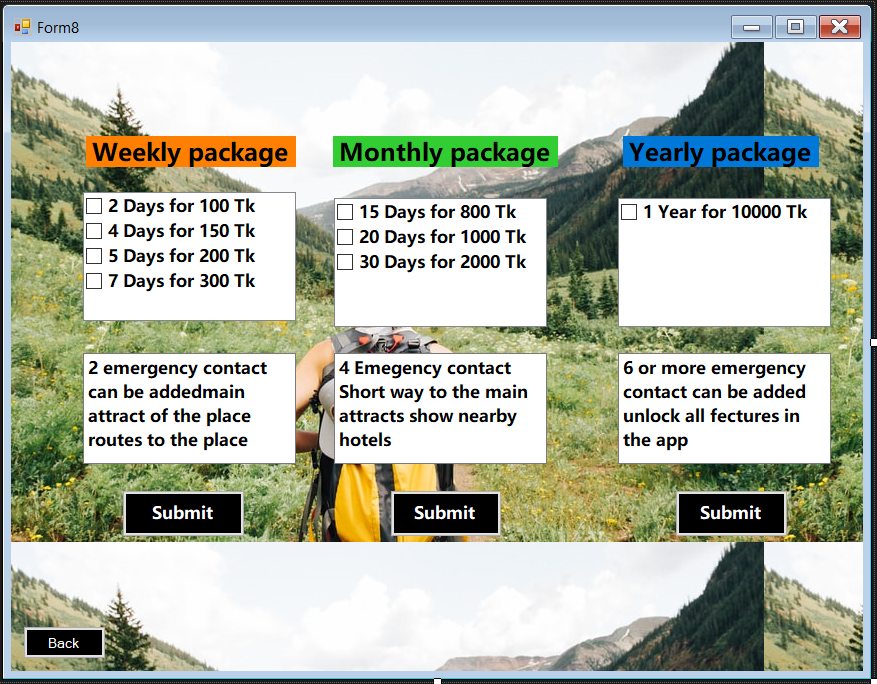 Form8
Weekly package
Monthly package
Yearly package
2 Days for 100 Tk
4 Days for 150 Tk
5 Days for 200 Tk
7 Days for 300 Tk
15 Days for 800 Tk
20 Days for 1000 Tk
30 Days for 2000 Tk
1 Year for 10000 Tk
2 emergency contact
can be addedmain
attract of the place
routes to the place
4 Emegency contact
Short way to the main
attracts show nearby
hotels
6 or more emergency
contact can be added
unlock all fectures in
the app
Submit
Submit
Submit
Back